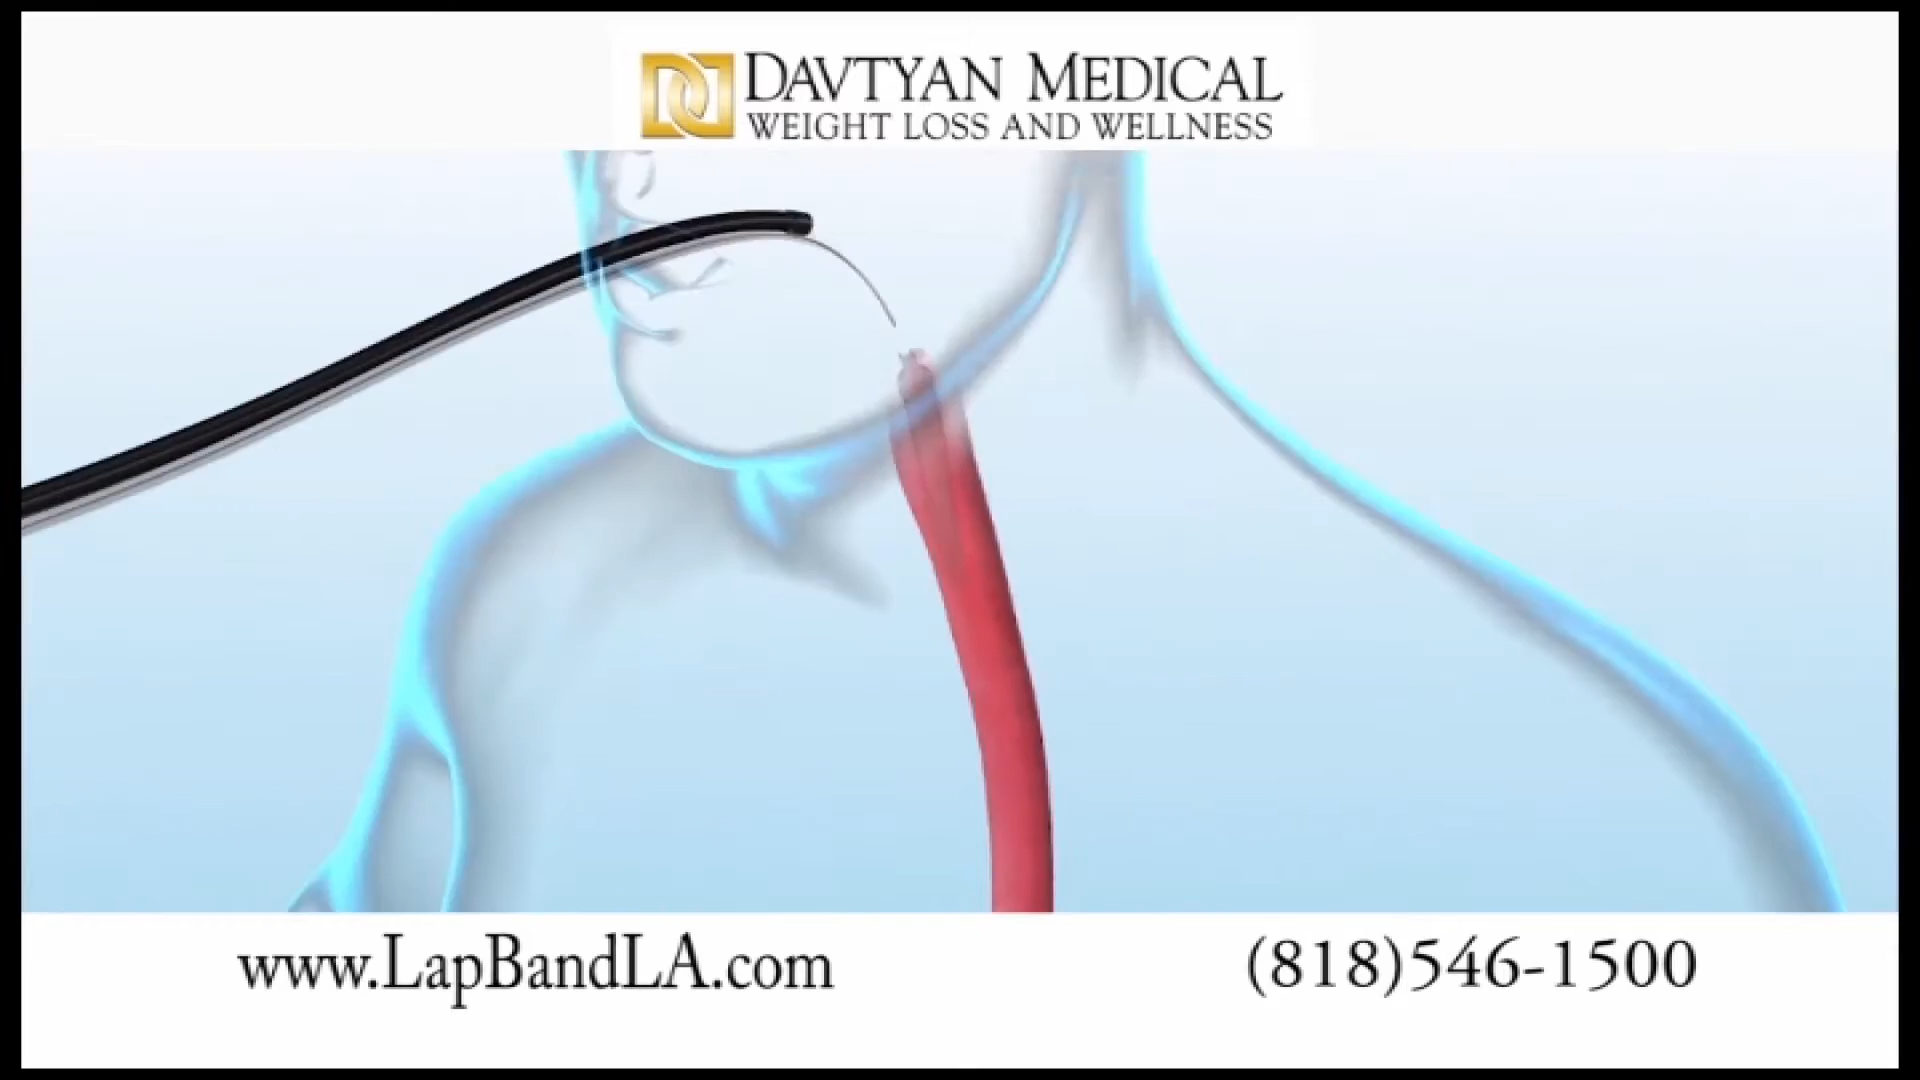 DAVTYAN MEDICAL
WEIGHT LOSS AND WELLNESS
www.LapBandLA.com
(818)546-1500